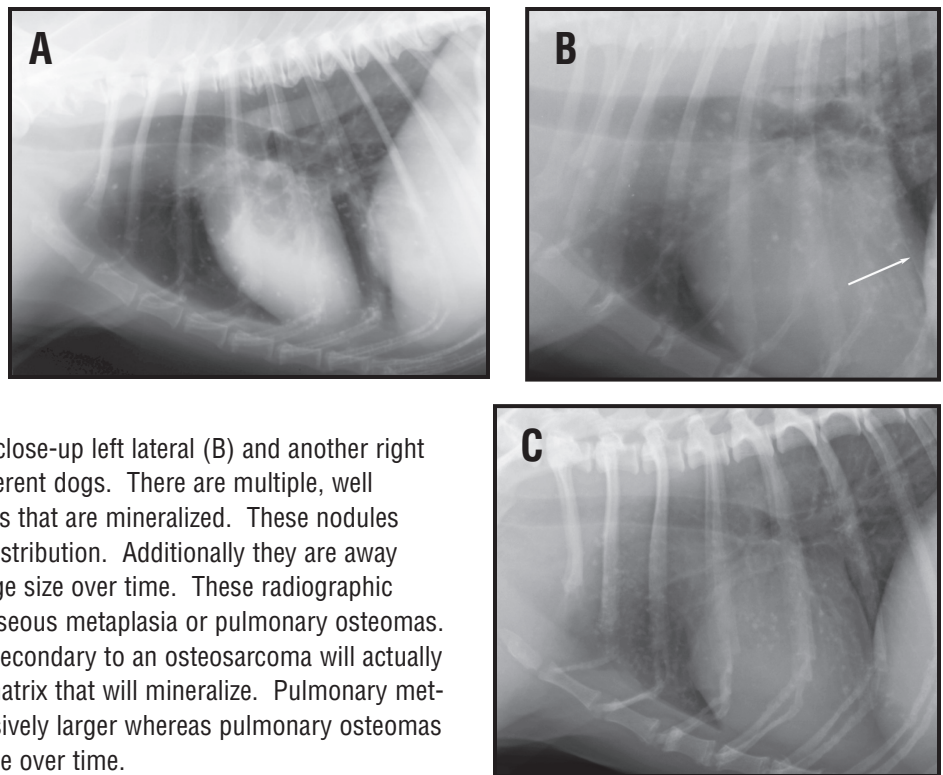 A
B
close-up left lateral (B) and another right
erent dogs. There are multiple, well
s that are mineralized. These nodules
stribution. Additionally they are away
ge size over time. These radiographic
seous metaplasia or pulmonary osteomas.
secondary to an osteosarcoma will actually
atrix that will mineralize. Pulmonary met-
sively larger whereas pulmonary osteomas
e over time.
C